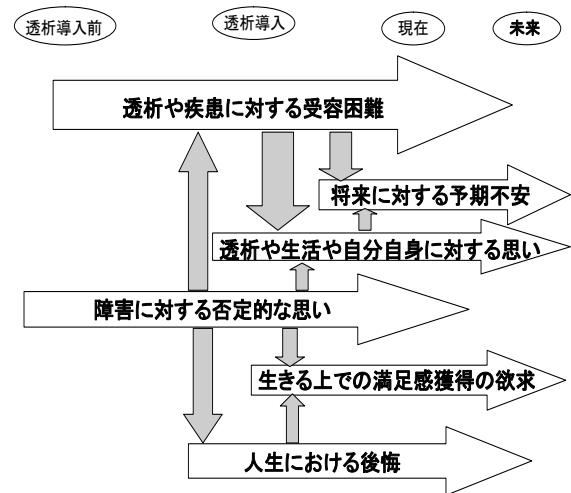 透析導入前
透析導入
現在
未来
透析や疾患に対する受容困難
将来に対する予期不安
透析や生活や自分自身に対する思い
障害に対する否定的な思い
生きる上での満足感獲得の欲求
人生における後悔